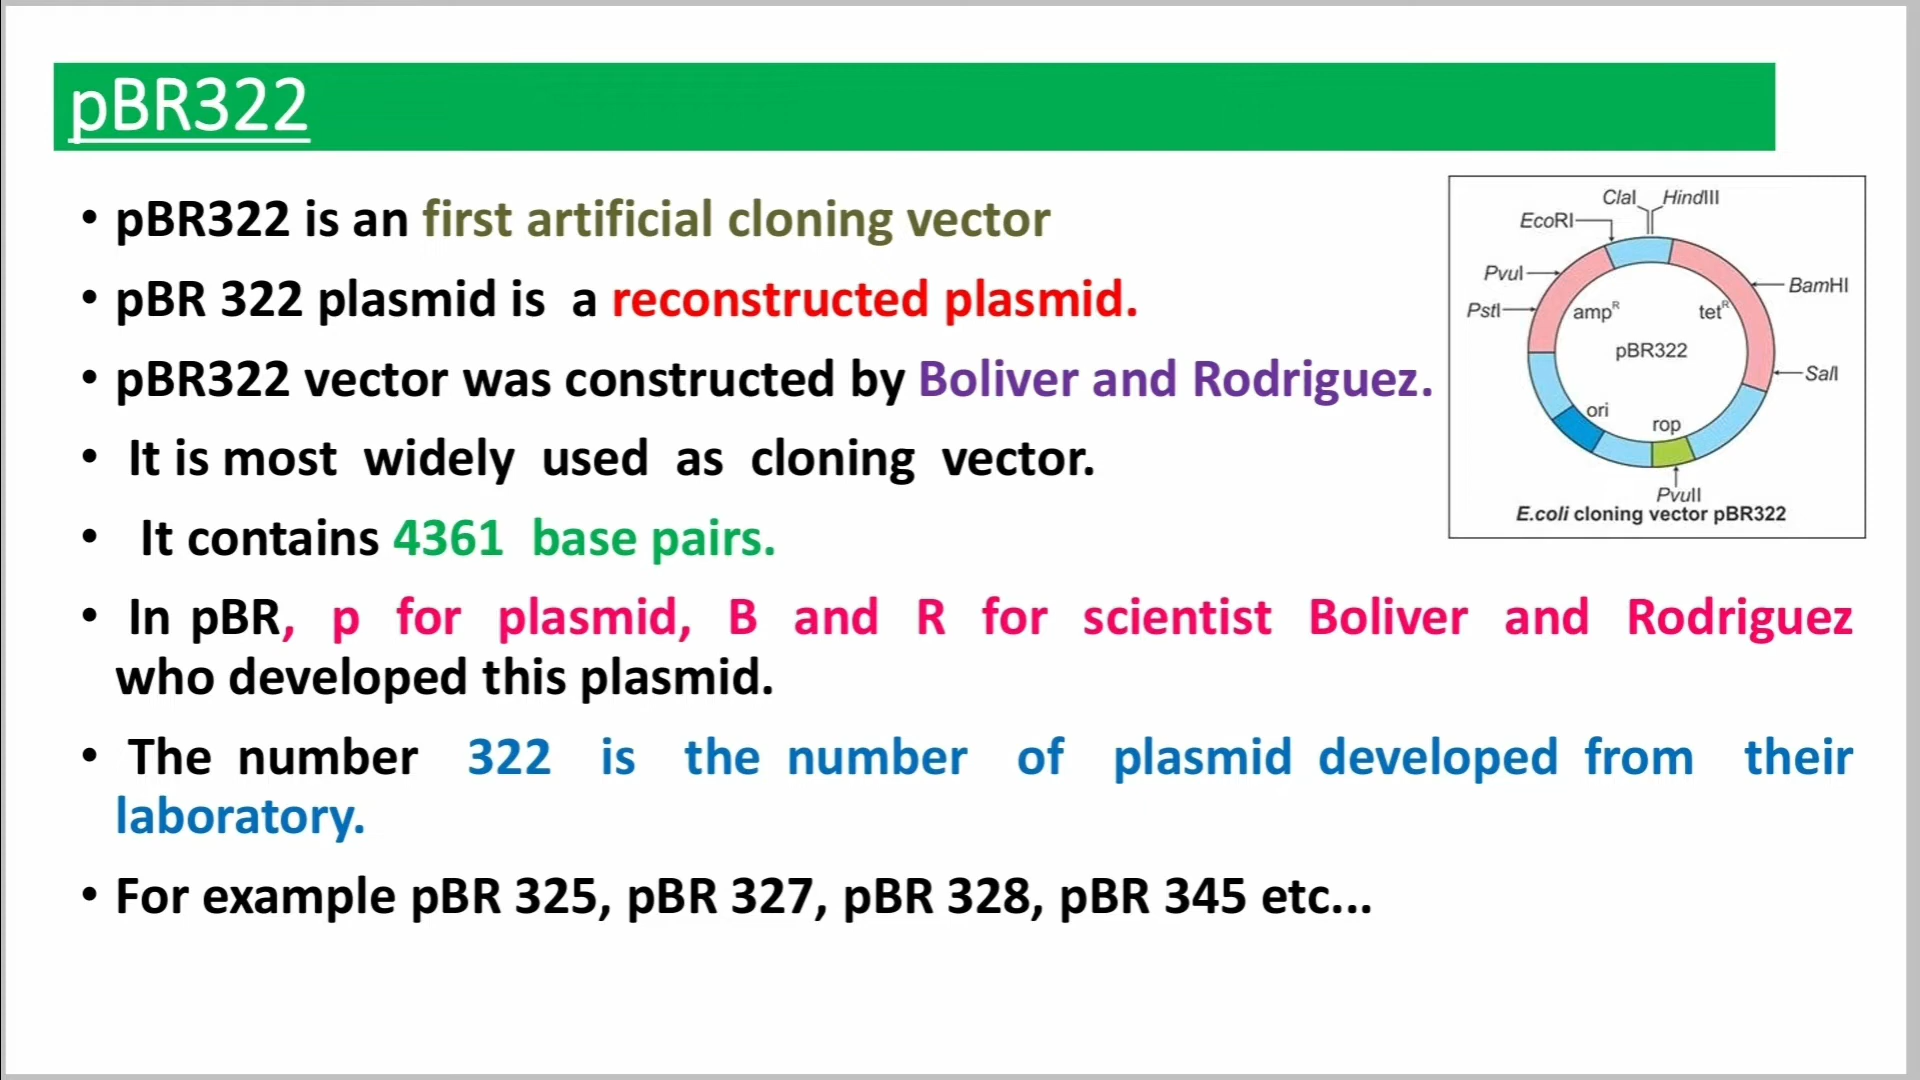 pBR322
• pBR322 is an first artificial cloning vector
• pBR 322 plasmid is a reconstructed plasmid.
• pBR322 vector was constructed by Boliver and Rodriguez.
• It is most widely used as cloning vector.
• It contains 4361 base pairs.
• In pBR, p for plasmid, B and R for scientist Boliver and Rodriguez
who developed this plasmid.
• The number 322 is the number of plasmid developed from their
laboratory.
• For example pBR 325, pBR 327, pBR 328, pBR 345 etc...
ClaI HindIII
EcoRI
PvuI
BamHI
PstI
ampR
tetR
pBR322
SalI
ori
rop
PvuII
E.coli cloning vector pBR322